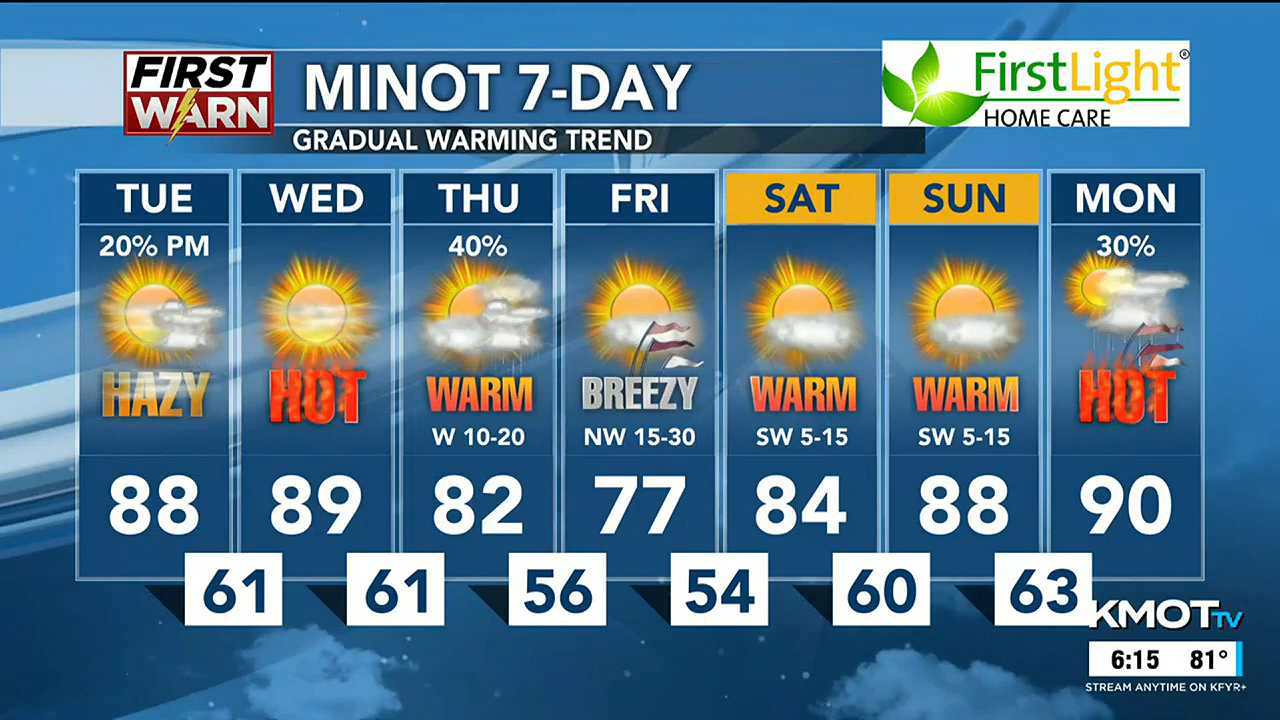 FIRST
WARN
MINOT 7-DAY
GRADUAL WARMING TREND
FirstLight®
HOME CARE
TUE WED THU FRI SAT SUN MON
20% PM 40% 30%
HAZY HOT WARM BREEZY WARM WARM HOT
W 10-20 NW 15-30 SW 5-15 SW 5-15
88 89 82 77 84 88 90
61 61 56 54 60 63
KMOT TV
6:15 81°
STREAM ANYTIME ON KFYR+